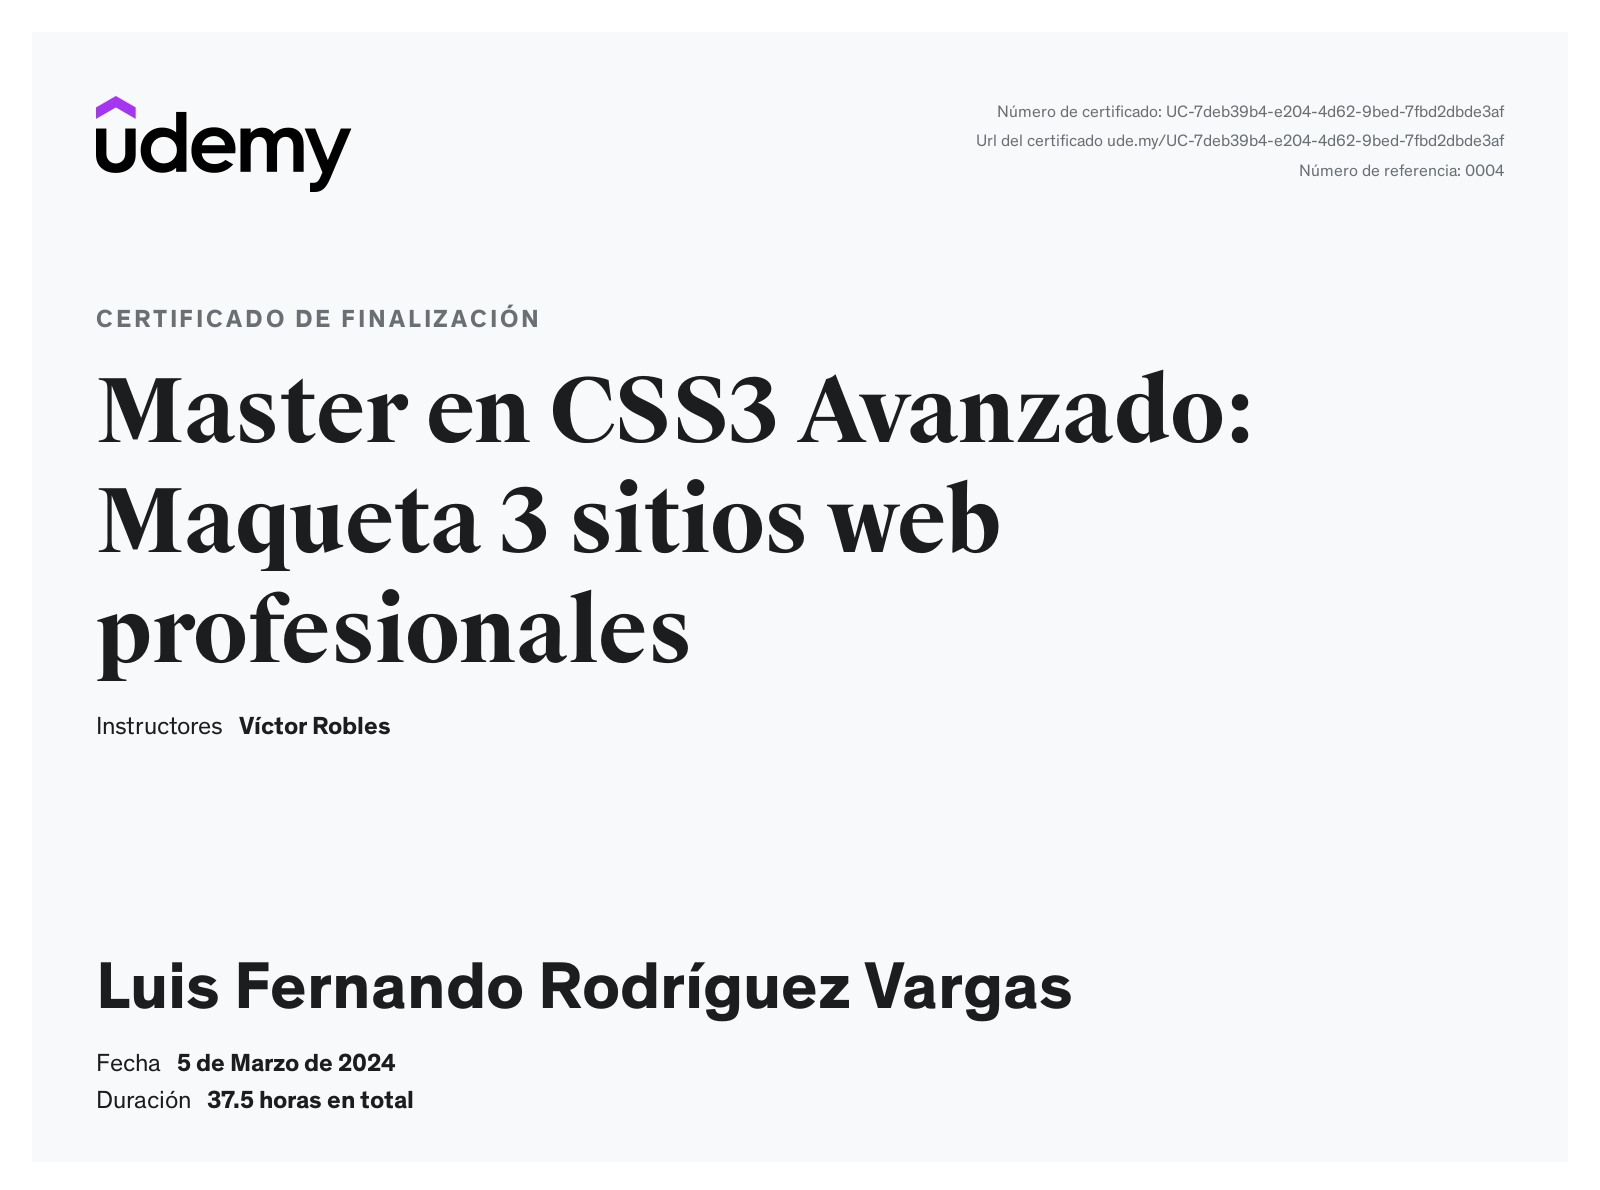 udemy
Número de certificado: UC-7deb39b4-e204-4d62-9bed-7fbd2dbde3af
Url del certificado ude.my/UC-7deb39b4-e204-4d62-9bed-7fbd2dbde3af
Número de referencia: 0004
CERTIFICADO DE FINALIZACIÓN
Master en CSS3 Avanzado:
Maqueta 3 sitios web
profesionales
Instructores Víctor Robles
Luis Fernando Rodríguez Vargas
Fecha 5 de Marzo de 2024
Duración 37.5 horas en total